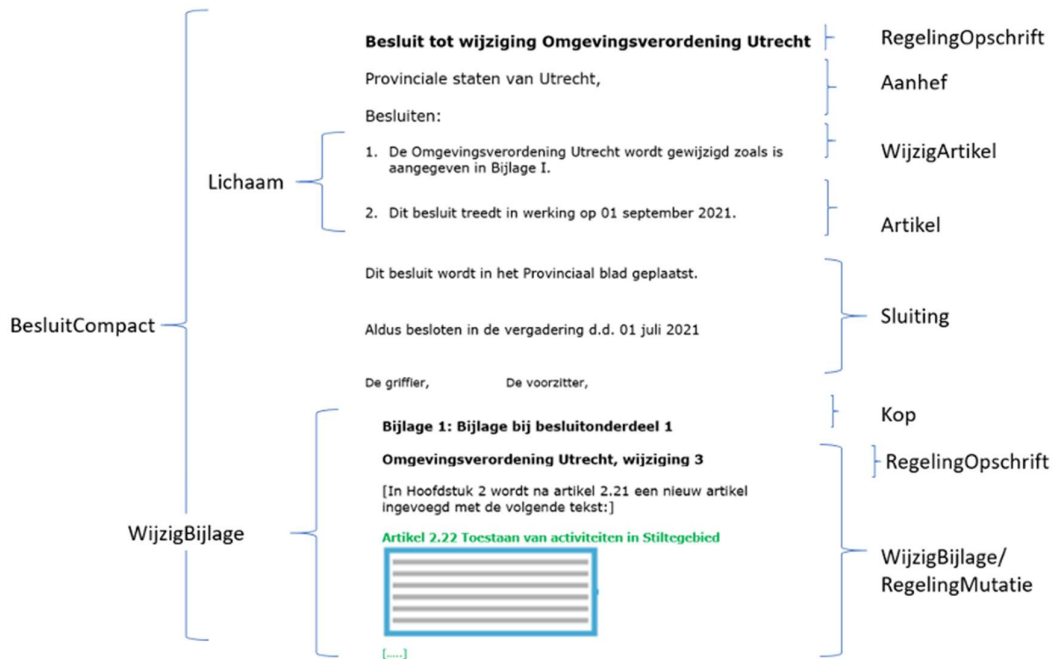 Besluit tot wijziging Omgevingsverordening Utrecht
RegelingOpschrift
Provinciale staten van Utrecht,
Aanhef
Besluiten:
1. De Omgevingsverordening Utrecht wordt gewijzigd zoals is
aangegeven in Bijlage I.
WijzigArtikel
Lichaam
2. Dit besluit treedt in werking op 01 september 2021.
Artikel
Dit besluit wordt in het Provinciaal blad geplaatst.
Sluiting
BesluitCompact
Aldus besloten in de vergadering d.d. 01 juli 2021
De griffier, De voorzitter,
Kop
Bijlage 1: Bijlage bij besluitonderdeel 1
Omgevingsverordening Utrecht, wijziging 3
RegelingOpschrift
[In Hoofdstuk 2 wordt na artikel 2.21 een nieuw artikel
ingevoegd met de volgende tekst:]
WijzigBijlage
Artikel 2.22 Toestaan van activiteiten in Stiltegebied
WijzigBijlage/
RegelingMutatie
[.....]